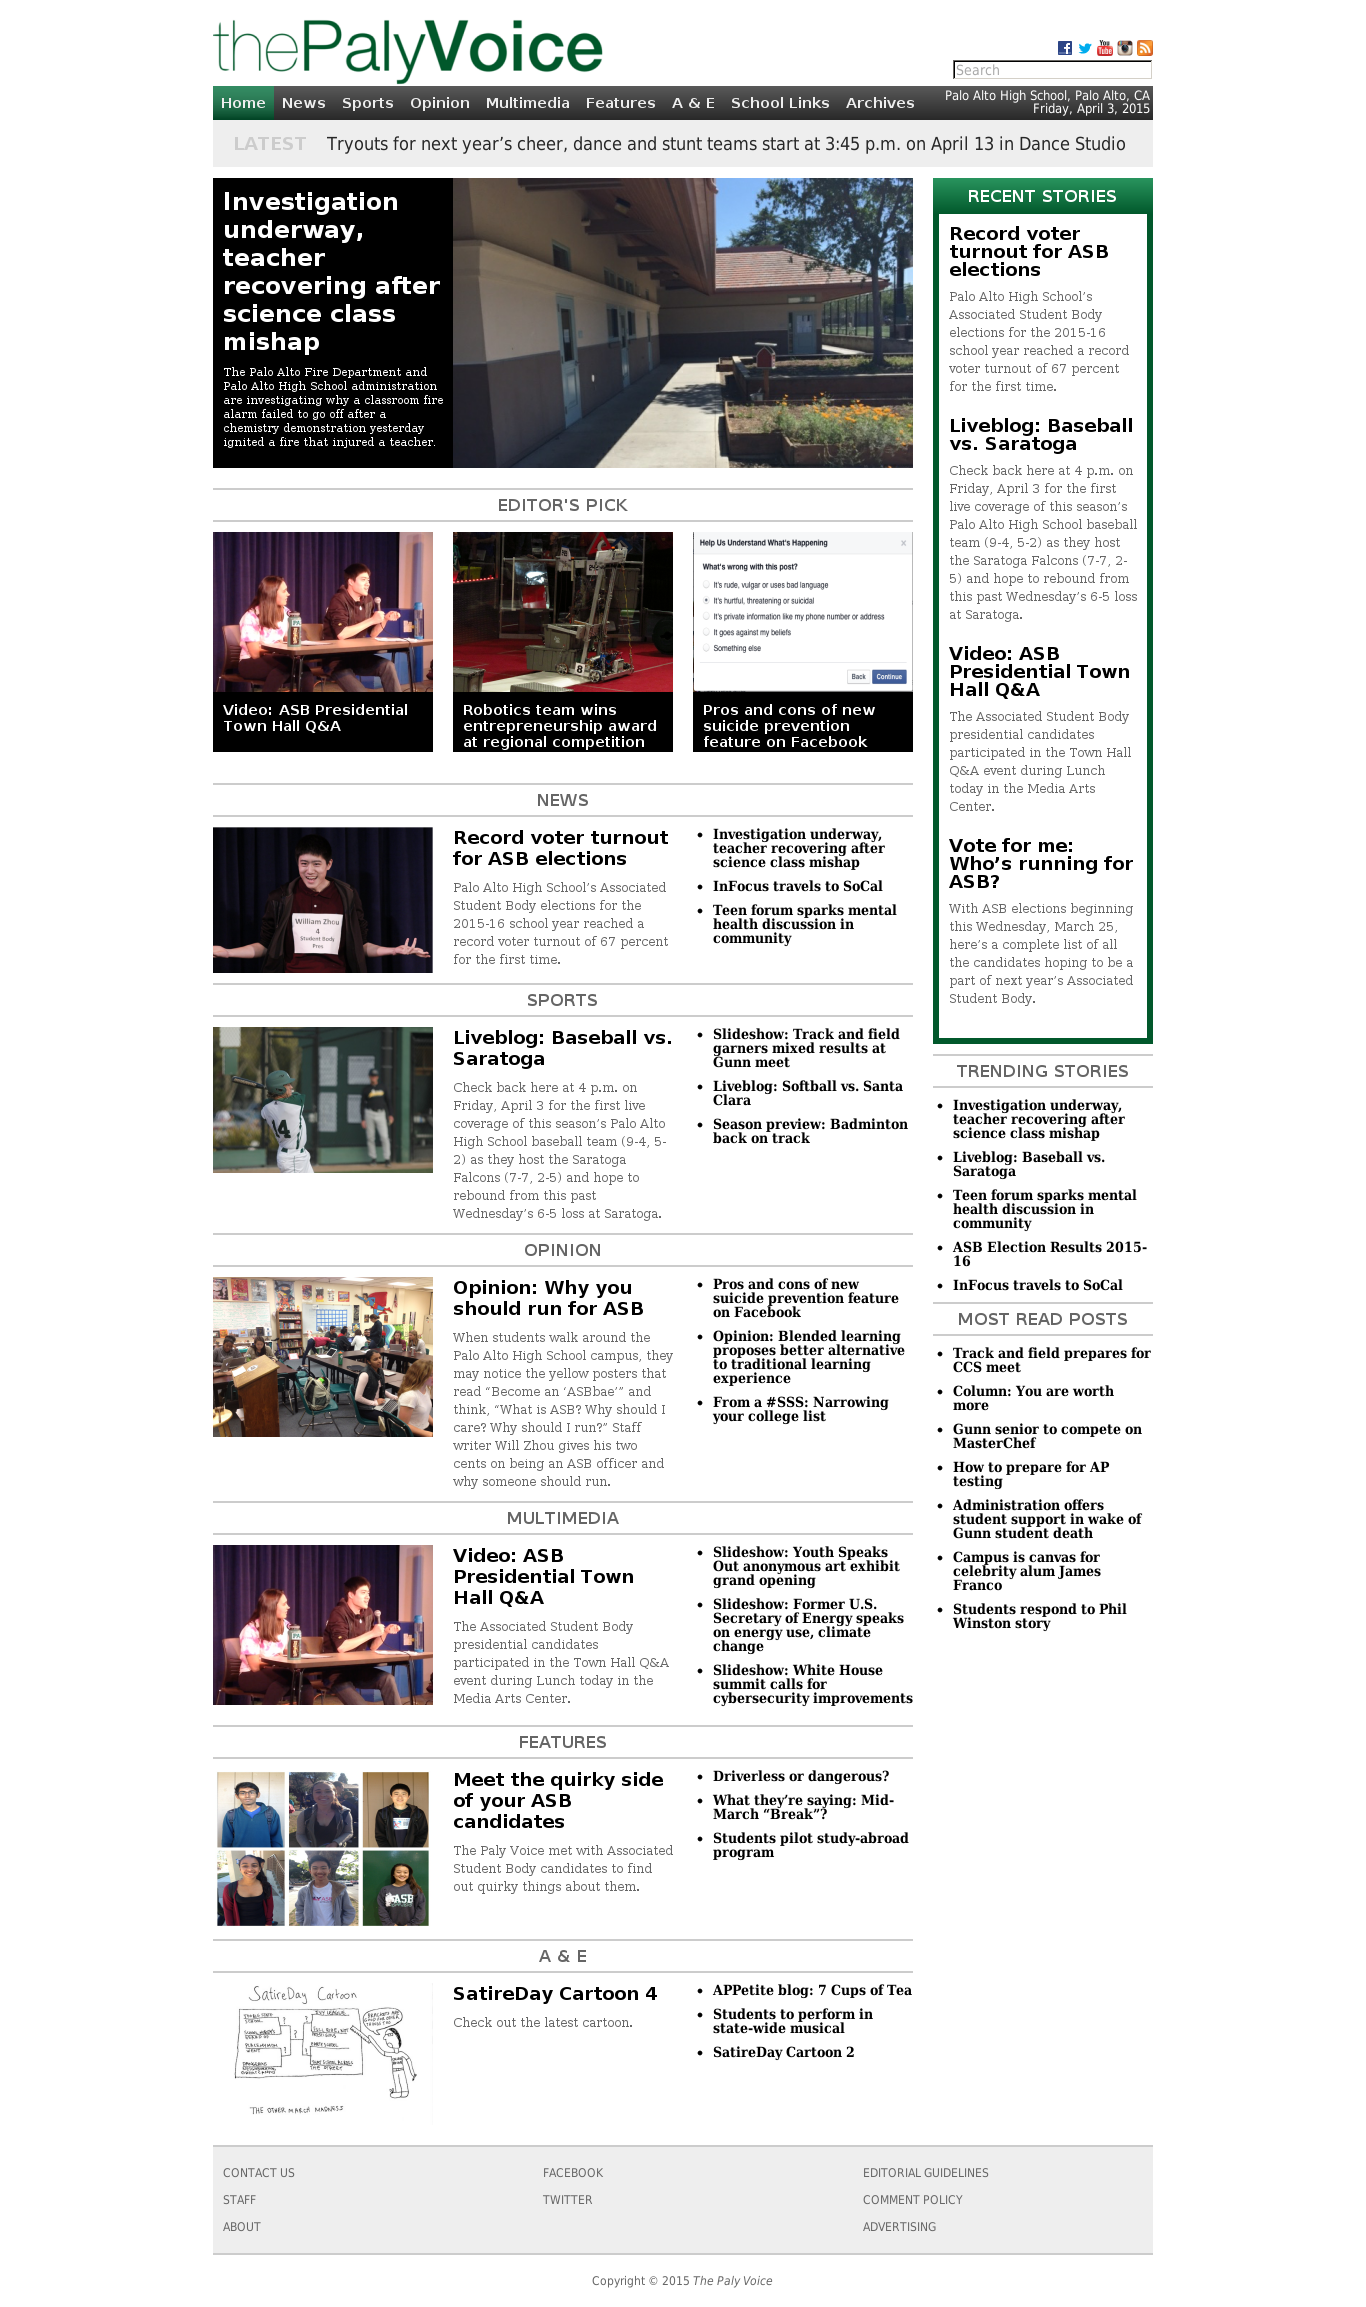 thePalyVoice
Search
Home News Sports Opinion Multimedia Features A & E School Links Archives
Palo Alto High School, Palo Alto, CA
Friday, April 3, 2015
LATEST Tryouts for next year’s cheer, dance and stunt teams start at 3:45 p.m. on April 13 in Dance Studio
Investigation
underway,
teacher
recovering after
science class
mishap
The Palo Alto Fire Department and
Palo Alto High School administration
are investigating why a classroom fire
alarm failed to go off after a
chemistry demonstration yesterday
ignited a fire that injured a teacher.
EDITOR'S PICK
Video: ASB Presidential
Town Hall Q&A
Robotics team wins
entrepreneurship award
at regional competition
Help Us Understand What's Happening
What's wrong with this post?
It's rude, vulgar or uses bad language
It's hurtful, threatening or suicidal
It's private information like my phone number or address
It goes against my beliefs
Something else
Back Continue
Pros and cons of new
suicide prevention
feature on Facebook
NEWS
William Zhou
4
Student Body
Pres
Record voter turnout
for ASB elections
Palo Alto High School’s Associated
Student Body elections for the
2015-16 school year reached a
record voter turnout of 67 percent
for the first time.
Investigation underway,
teacher recovering after
science class mishap
InFocus travels to SoCal
Teen forum sparks mental
health discussion in
community
SPORTS
Liveblog: Baseball vs.
Saratoga
Check back here at 4 p.m. on
Friday, April 3 for the first live
coverage of this season’s Palo Alto
High School baseball team (9-4, 5-
2) as they host the Saratoga
Falcons (7-7, 2-5) and hope to
rebound from this past
Wednesday’s 6-5 loss at Saratoga.
Slideshow: Track and field
garners mixed results at
Gunn meet
Liveblog: Softball vs. Santa
Clara
Season preview: Badminton
back on track
OPINION
Opinion: Why you
should run for ASB
When students walk around the
Palo Alto High School campus, they
may notice the yellow posters that
read “Become an ‘ASBbae’” and
think, “What is ASB? Why should I
care? Why should I run?” Staff
writer Will Zhou gives his two
cents on being an ASB officer and
why someone should run.
Pros and cons of new
suicide prevention feature
on Facebook
Opinion: Blended learning
proposes better alternative
to traditional learning
experience
From a #SSS: Narrowing
your college list
MULTIMEDIA
Video: ASB
Presidential Town
Hall Q&A
The Associated Student Body
presidential candidates
participated in the Town Hall Q&A
event during Lunch today in the
Media Arts Center.
Slideshow: Youth Speaks
Out anonymous art exhibit
grand opening
Slideshow: Former U.S.
Secretary of Energy speaks
on energy use, climate
change
Slideshow: White House
summit calls for
cybersecurity improvements
FEATURES
ASB
Meet the quirky side
of your ASB
candidates
The Paly Voice met with Associated
Student Body candidates to find
out quirky things about them.
Driverless or dangerous?
What they’re saying: Mid-
March “Break”?
Students pilot study-abroad
program
A & E
SatireDay Cartoon
THE OTHER MARCH MADNESS
SatireDay Cartoon 4
Check out the latest cartoon.
APPetite blog: 7 Cups of Tea
Students to perform in
state-wide musical
SatireDay Cartoon 2
RECENT STORIES
Record voter
turnout for ASB
elections
Palo Alto High School’s
Associated Student Body
elections for the 2015-16
school year reached a record
voter turnout of 67 percent
for the first time.
Liveblog: Baseball
vs. Saratoga
Check back here at 4 p.m. on
Friday, April 3 for the first
live coverage of this season’s
Palo Alto High School baseball
team (9-4, 5-2) as they host
the Saratoga Falcons (7-7, 2-
5) and hope to rebound from
this past Wednesday’s 6-5 loss
at Saratoga.
Video: ASB
Presidential Town
Hall Q&A
The Associated Student Body
presidential candidates
participated in the Town Hall
Q&A event during Lunch
today in the Media Arts
Center.
Vote for me:
Who’s running for
ASB?
With ASB elections beginning
this Wednesday, March 25,
here’s a complete list of all
the candidates hoping to be a
part of next year’s Associated
Student Body.
TRENDING STORIES
Investigation underway,
teacher recovering after
science class mishap
Liveblog: Baseball vs.
Saratoga
Teen forum sparks mental
health discussion in
community
ASB Election Results 2015-
16
InFocus travels to SoCal
MOST READ POSTS
Track and field prepares for
CCS meet
Column: You are worth
more
Gunn senior to compete on
MasterChef
How to prepare for AP
testing
Administration offers
student support in wake of
Gunn student death
Campus is canvas for
celebrity alum James
Franco
Students respond to Phil
Winston story
CONTACT US
STAFF
ABOUT
FACEBOOK
TWITTER
EDITORIAL GUIDELINES
COMMENT POLICY
ADVERTISING
Copyright © 2015 The Paly Voice